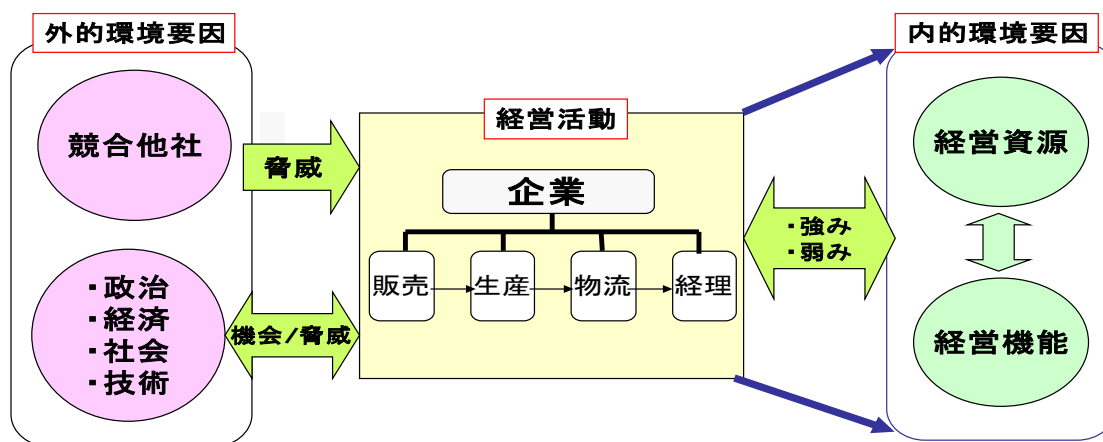 外的環境要因
競合他社
・政治
・経済
・社会
・技術
脅威
機会/脅威
経営活動
企業
販売
生産
物流
経理
・強み
・弱み
内的環境要因
経営資源
経営機能